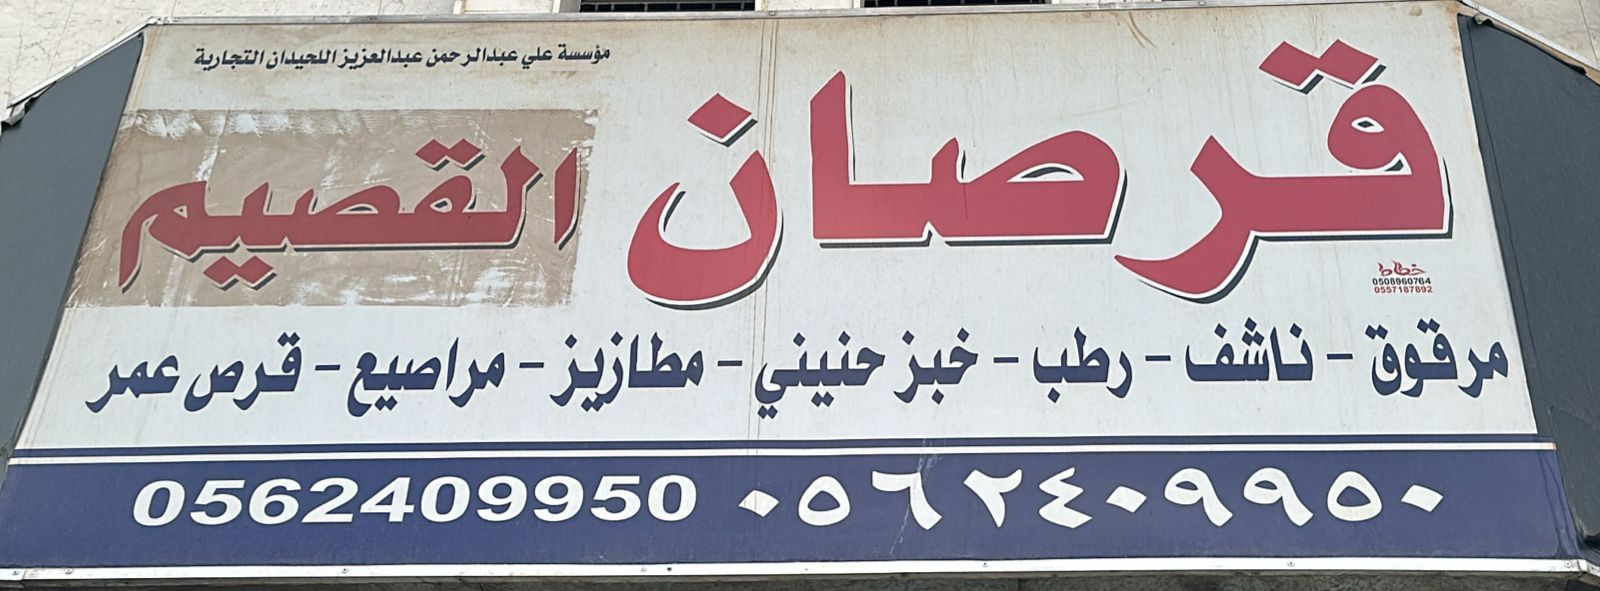 مؤسسة علي عبدالرحمن عبدالعزيز اللحيدان التجارية
قرصان القصيم
خطاط
0508960764
0557187892
مرقوق - ناشف - رطب - خبز حنيني - مطازيز - مراصيع - قرص عمر
0562409950 ٠٥٦٢٤٠٩٩٥٠